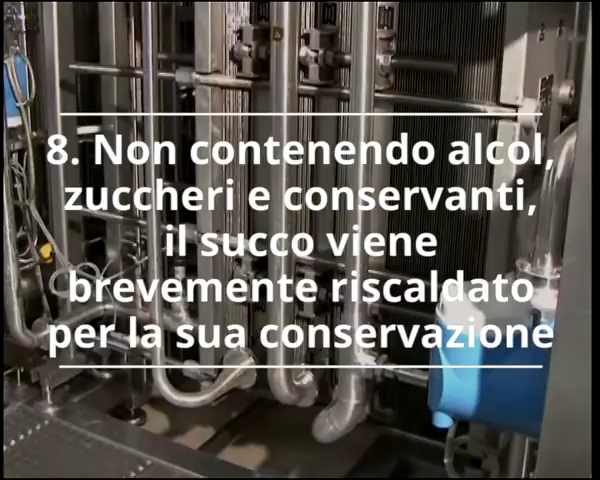 8. Non contenendo alcol,
zuccheri e conservanti,
il succo viene
brevemente riscaldato
per la sua conservazione